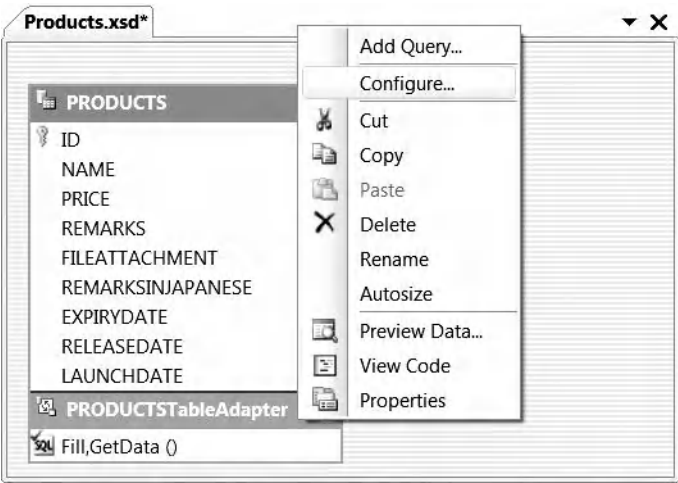 Products.xsd*
PRODUCTS
ID
NAME
PRICE
REMARKS
FILEATTACHMENT
REMARKSINJAPANESE
EXPIRYDATE
RELEASEDATE
LAUNCHDATE
PRODUCTSTableAdapter
SQL Fill,GetData ()
Add Query...
Configure...
Cut
Copy
Paste
Delete
Rename
Autosize
Preview Data...
View Code
Properties